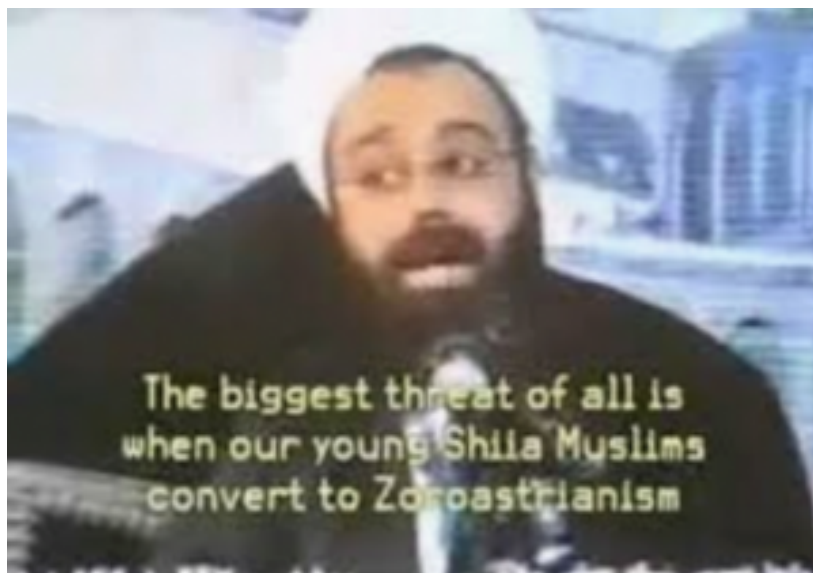 The biggest threat of all is
when our young Shiia Muslims
convert to Zoroastrianism